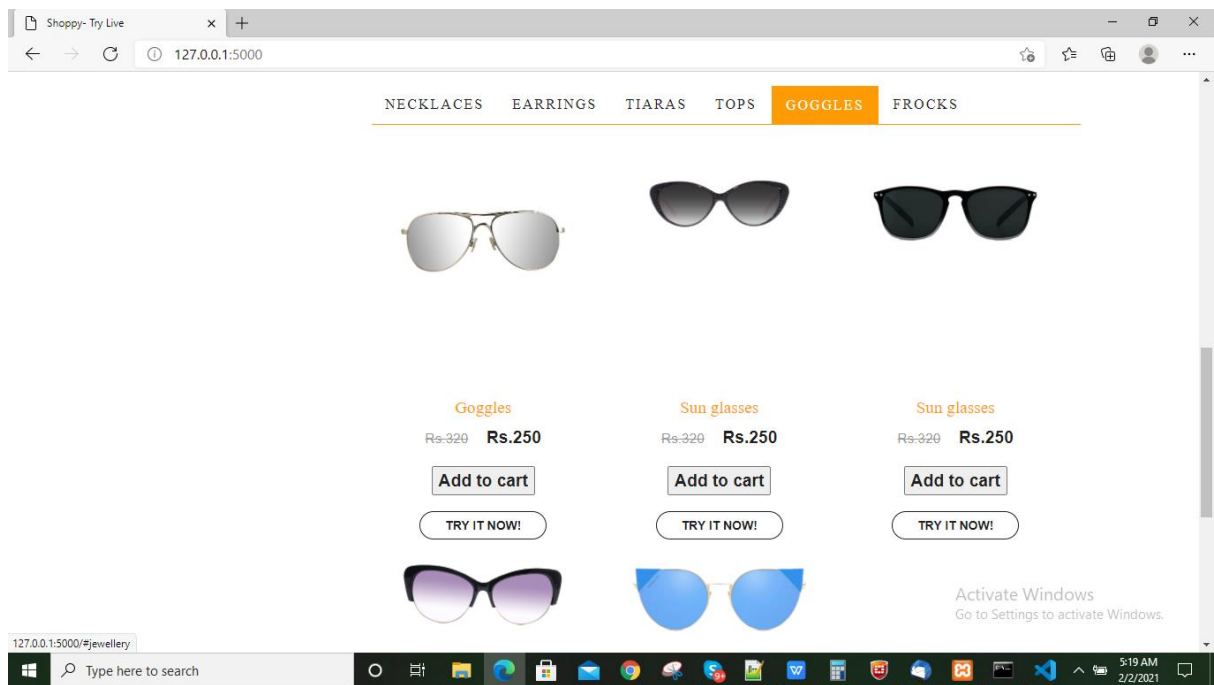 Shoppy- Try Live
127.0.0.1:5000
NECKLACES EARRINGS TIARAS TOPS GOGGLES FROCKS
Goggles Sun glasses Sun glasses
Rs.320 Rs.250 Rs.320 Rs.250 Rs.320 Rs.250
Add to cart Add to cart Add to cart
TRY IT NOW! TRY IT NOW! TRY IT NOW!
Activate Windows
Go to Settings to activate Windows.
127.0.0.1:5000/#jewellery
Type here to search
5:19 AM
2/2/2021